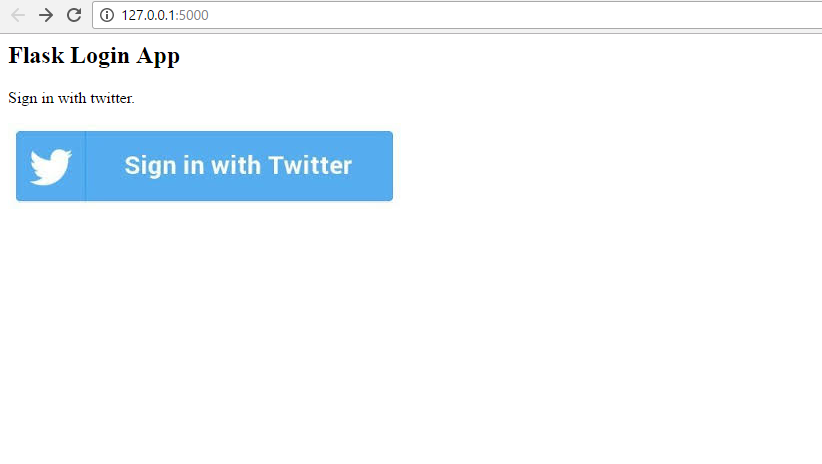 127.0.0.1:5000
Flask Login App
Sign in with twitter.
Sign in with Twitter